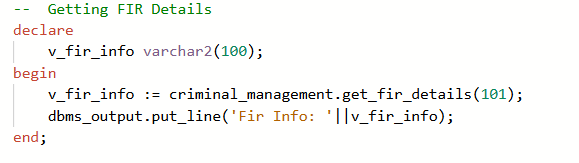 --  Getting FIR Details
declare
    v_fir_info varchar2(100);
begin
    v_fir_info := criminal_management.get_fir_details(101);
    dbms_output.put_line('Fir Info: '||v_fir_info);
end;